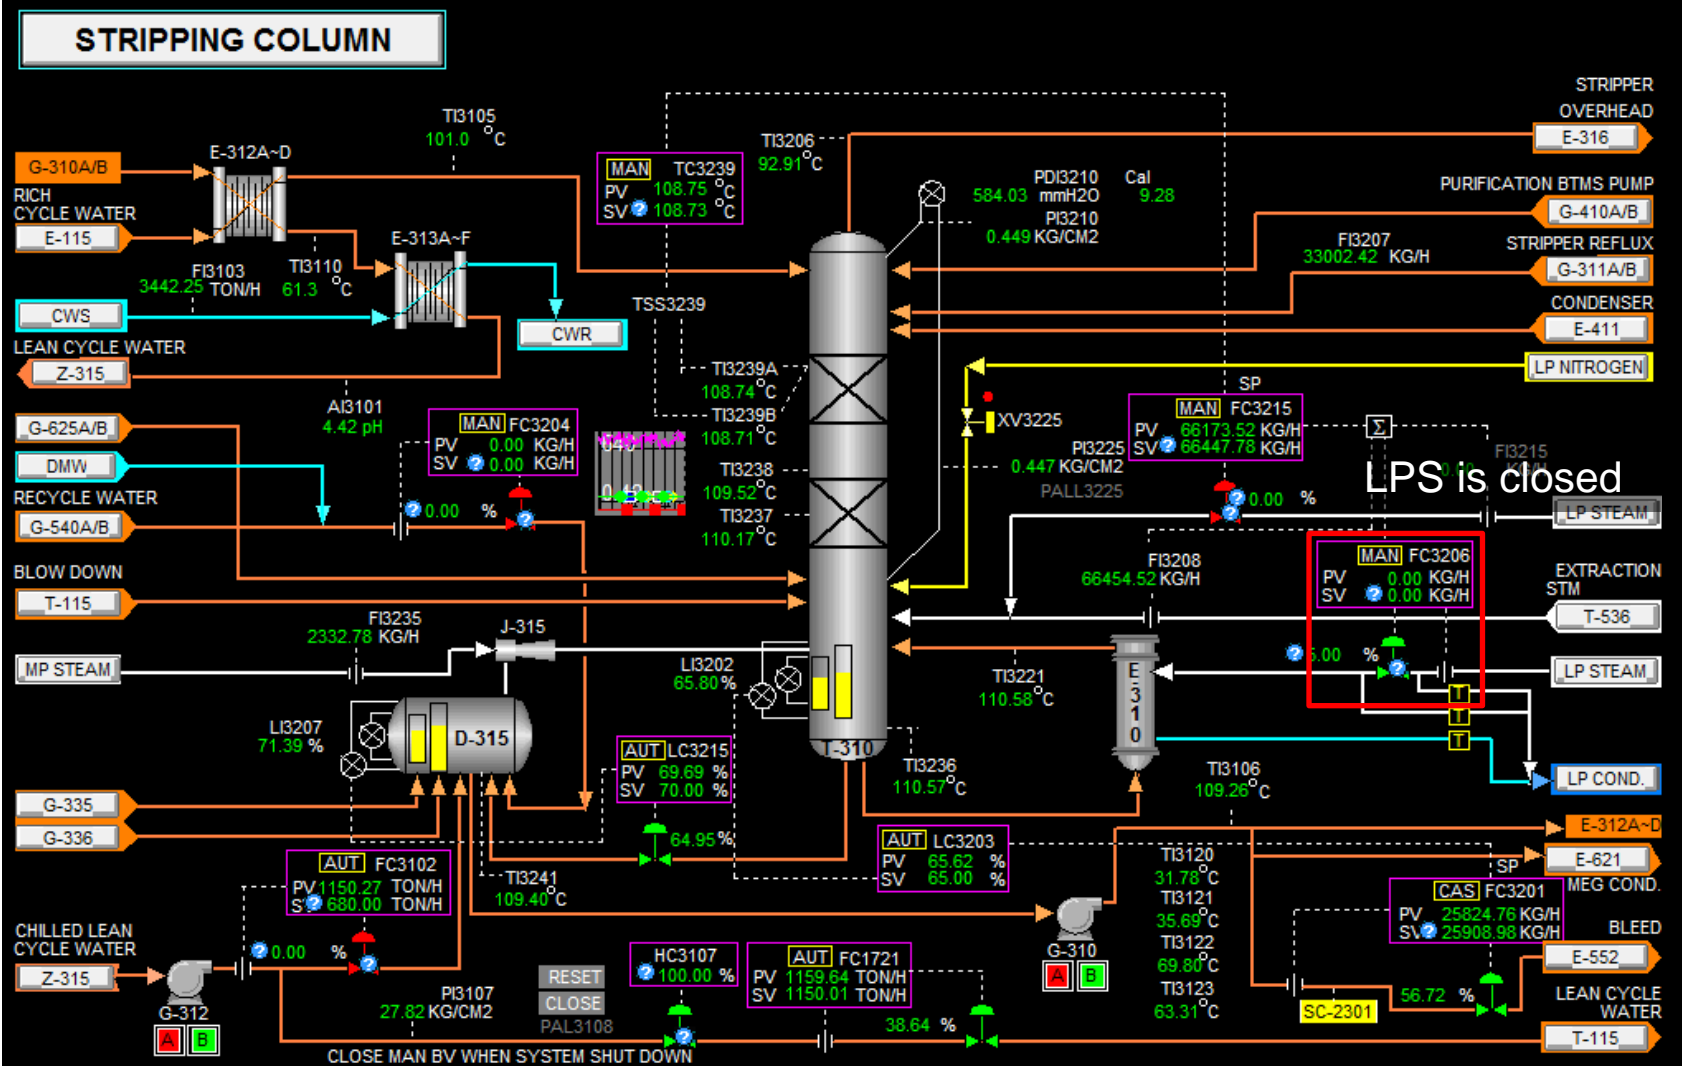 STRIPPING COLUMN
STRIPPER
OVERHEAD
E-316
TI3105
101.0 °C
TI3206
92.91°C
E-312A~D
G-310A/B
RICH
CYCLE WATER
E-115
MAN TC3239
PV 108.75 °C
SV 108.73 °C
PDI3210 Cal
584.03 mmH2O 9.28
PI3210
0.449 KG/CM2
PURIFICATION BTMS PUMP
G-410A/B
FI3207
33002.42 KG/H
STRIPPER REFLUX
G-311A/B
E-313A~F
FI3103
3442.25 TON/H
TI3110
61.3 °C
CWS
CWR
TSS3239
CONDENSER
E-411
LEAN CYCLE WATER
Z-315
LP NITROGEN
TI3239A
108.74°C
TI3239B
108.71°C
AI3101
4.42 pH
SP
MAN FC3215
PV 66173.52 KG/H
SV 66447.78 KG/H
Σ
XV3225
G-625A/B
MAN FC3204
PV 0.00 KG/H
SV 0.00 KG/H
DMW
PI3225
0.447 KG/CM2
PALL3225
FI3215
LPS is closed
TI3238
109.52°C
RECYCLE WATER
G-540A/B
0.00 %
0.00 %
LP STEAM
TI3237
110.17°C
FI3208
66454.52 KG/H
MAN FC3206
PV 0.00 KG/H
SV 0.00 KG/H
BLOW DOWN
T-115
EXTRACTION
STM
T-536
FI3235
2332.78 KG/H
J-315
MP STEAM
LI3202
65.80%
TI3221
110.58°C
E-310
%
LP STEAM
T
T
T
LI3207
71.39 %
D-315
T-310
AUT LC3215
PV 69.69 %
SV 70.00 %
TI3236
110.57°C
TI3106
109.26°C
LP COND.
G-335
G-336
64.95%
AUT LC3203
PV 65.62 %
SV 65.00 %
E-312A~D
E-621
MEG COND.
AUT FC3102
PV 1150.27 TON/H
680.00 TON/H
TI3241
109.40°C
TI3120
31.78°C
TI3121
35.69°C
TI3122
69.80°C
TI3123
63.31°C
SP
CAS FC3201
PV 25824.76 KG/H
SV 25908.98 KG/H
CHILLED LEAN
CYCLE WATER
Z-315
0.00 %
G-312
A B
G-310
A B
BLEED
E-552
RESET
CLOSE
PAL3108
HC3107
100.00 %
AUT FC1721
PV 1159.64 TON/H
SV 1150.01 TON/H
PI3107
27.82 KG/CM2
38.64 %
SC-2301
56.72 %
LEAN CYCLE
WATER
T-115
CLOSE MAN BV WHEN SYSTEM SHUT DOWN